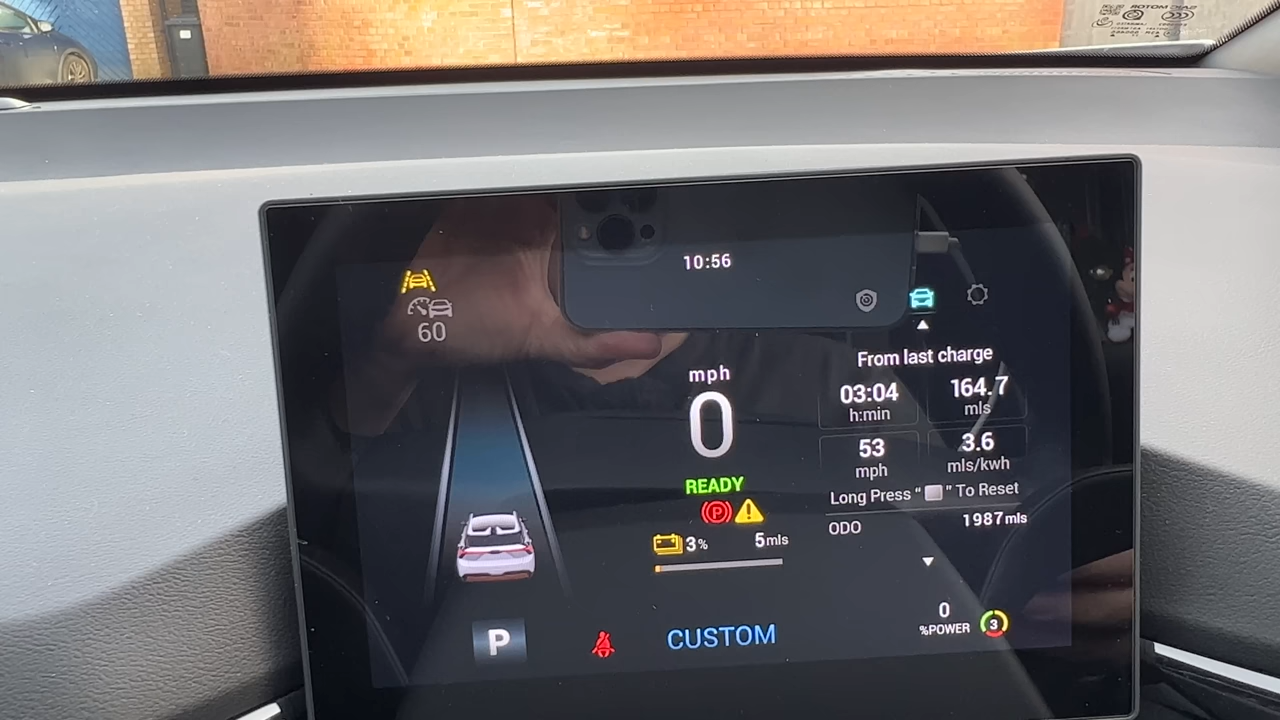 10:56
60
mph
0
READY
P
3% 5mls
P
CUSTOM
From last charge
03:04
h:min
164.7
mls
53
mph
3.6
mls/kwh
Long Press " " To Reset
ODO 1987mls
0
%POWER
3